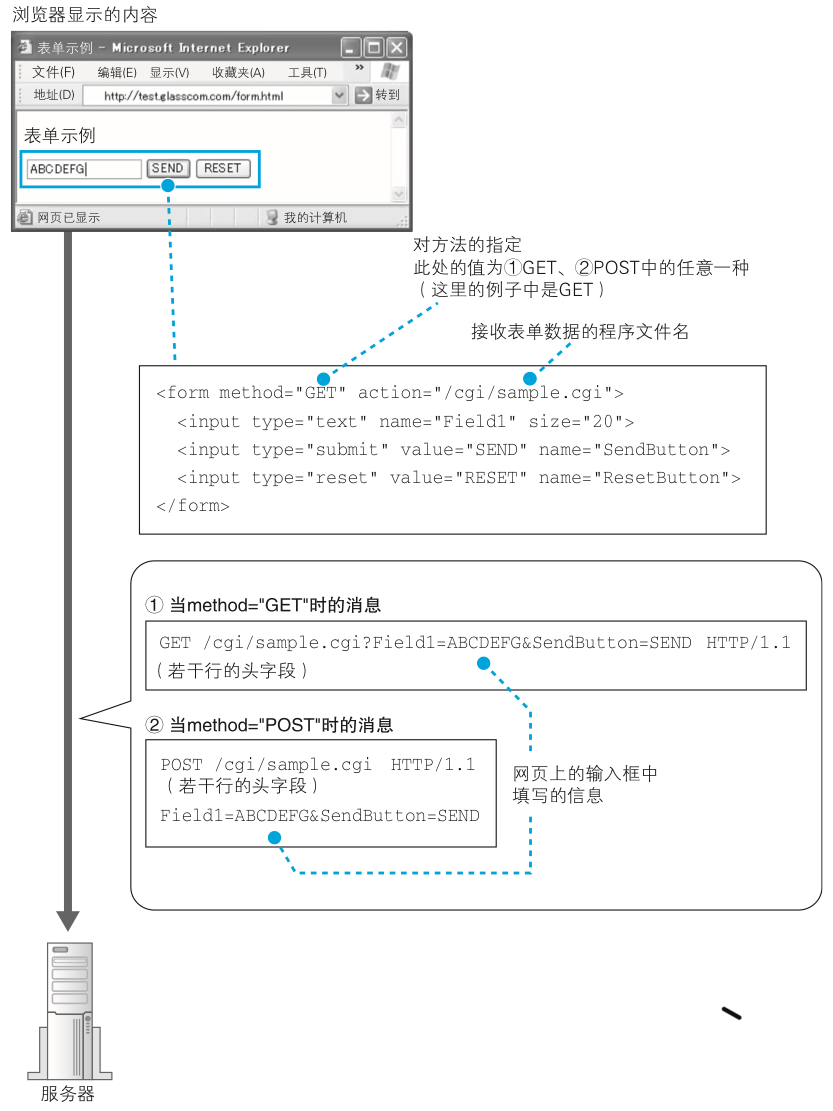 浏览器显示的内容
表单示例 - Microsoft Internet Explorer
文件(F) 编辑(E) 显示(V) 收藏夹(A) 工具(T) »
地址(D) http://test.glasscom.com/form.html 转到
表单示例
ABCDEFG SEND RESET
网页已显示 我的计算机
对方法的指定
此处的值为①GET、②POST中的任意一种
（这里的例子中是GET）
接收表单数据的程序文件名
<form method="GET" action="/cgi/sample.cgi">
<input type="text" name="Field1" size="20">
<input type="submit" value="SEND" name="SendButton">
<input type="reset" value="RESET" name="ResetButton">
</form>
① 当method="GET"时的消息
GET /cgi/sample.cgi?Field1=ABCDEFG&SendButton=SEND HTTP/1.1
（若干行的头字段）
② 当method="POST"时的消息
POST /cgi/sample.cgi HTTP/1.1
（若干行的头字段）
Field1=ABCDEFG&SendButton=SEND
网页上的输入框中
填写的信息
服务器